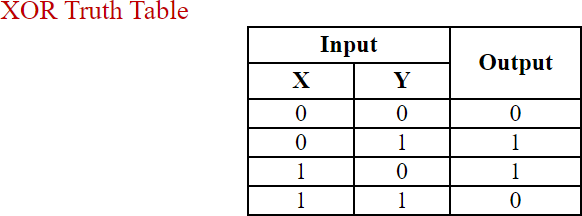 XOR Truth Table
Input Output
X Y
0 0 0
0 1 1
1 0 1
1 1 0